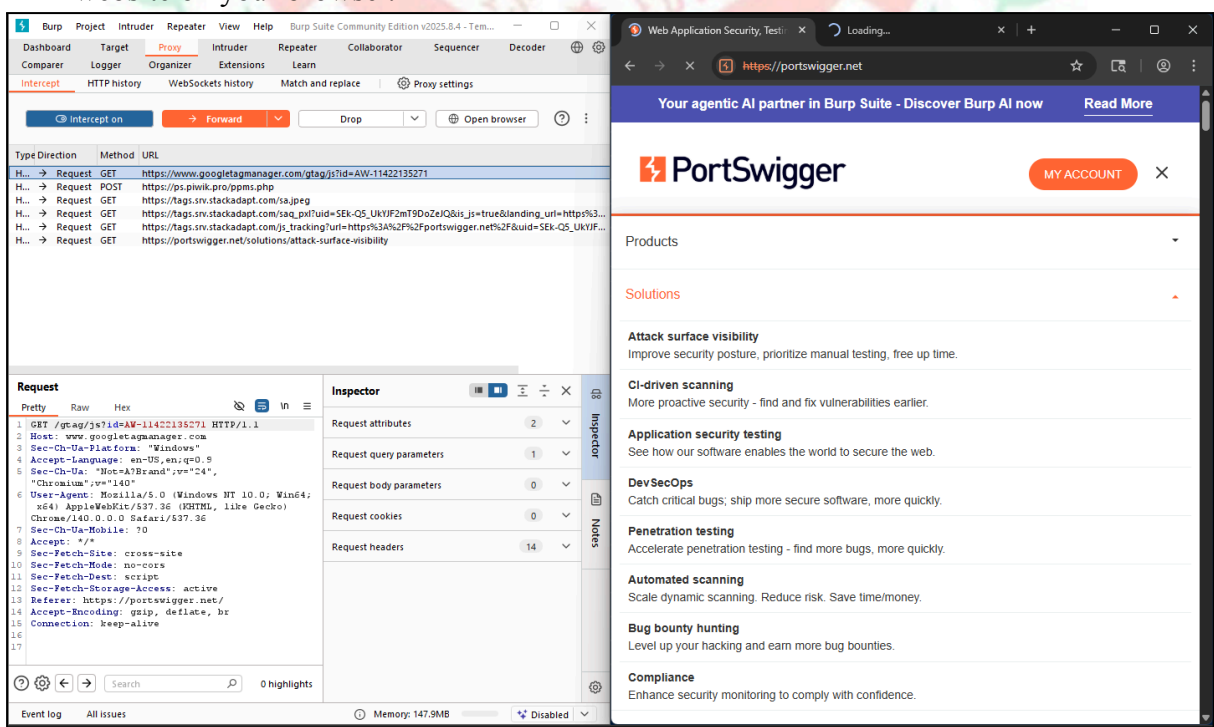 Burp Project Intruder Repeater View Help Burp Suite Community Edition v2025.8.4 - Tem...
Dashboard Target Proxy Intruder Repeater Collaborator Sequencer Decoder
Comparer Logger Organizer Extensions Learn
Intercept HTTP history WebSockets history Match and replace Proxy settings
Intercept on Forward Drop Open browser
Type Direction Method URL
H... → Request GET https://www.googletagmanager.com/gtag/js?id=AW-11422135271
H... → Request POST https://ps.piwik.pro/ppms.php
H... → Request GET https://tags.srv.stackadapt.com/sa.jpeg
H... → Request GET https://tags.srv.stackadapt.com/saq_pxl?uid=SEk-Q5_UkYJF2mT9DoZeJQ&is_js=true&landing_url=https%3...
H... → Request GET https://tags.srv.stackadapt.com/js_tracking?url=https%3A%2F%2Fportswigger.net%2F&uid=SEk-Q5_UkYJF...
H... → Request GET https://portswigger.net/solutions/attack-surface-visibility
Request
Pretty Raw Hex \n
1 GET /gtag/js?id=AW-11422135271 HTTP/1.1
2 Host: www.googletagmanager.com
3 Sec-Ch-Ua-Platform: "Windows"
4 Accept-Language: en-US,en;q=0.9
5 Sec-Ch-Ua: "Not=A?Brand";v="24",
"Chromium";v="140"
6 User-Agent: Mozilla/5.0 (Windows NT 10.0; Win64;
x64) AppleWebKit/537.36 (KHTML, like Gecko)
Chrome/140.0.0.0 Safari/537.36
7 Sec-Ch-Ua-Mobile: ?0
8 Accept: */*
9 Sec-Fetch-Site: cross-site
10 Sec-Fetch-Mode: no-cors
11 Sec-Fetch-Dest: script
12 Sec-Fetch-Storage-Access: active
13 Referer: https://portswigger.net/
14 Accept-Encoding: gzip, deflate, br
15 Connection: keep-alive
16
17
Search 0 highlights
Inspector
Request attributes 2
Request query parameters 1
Request body parameters 0
Request cookies 0
Request headers 14
Inspector
Notes
Event log All issues Memory: 147.9MB Disabled
Web Application Security, Testin Loading...
https://portswigger.net
Your agentic AI partner in Burp Suite - Discover Burp AI now Read More
PortSwigger MY ACCOUNT
Products
Solutions
Attack surface visibility
Improve security posture, prioritize manual testing, free up time.
CI-driven scanning
More proactive security - find and fix vulnerabilities earlier.
Application security testing
See how our software enables the world to secure the web.
DevSecOps
Catch critical bugs; ship more secure software, more quickly.
Penetration testing
Accelerate penetration testing - find more bugs, more quickly.
Automated scanning
Scale dynamic scanning. Reduce risk. Save time/money.
Bug bounty hunting
Level up your hacking and earn more bug bounties.
Compliance
Enhance security monitoring to comply with confidence.